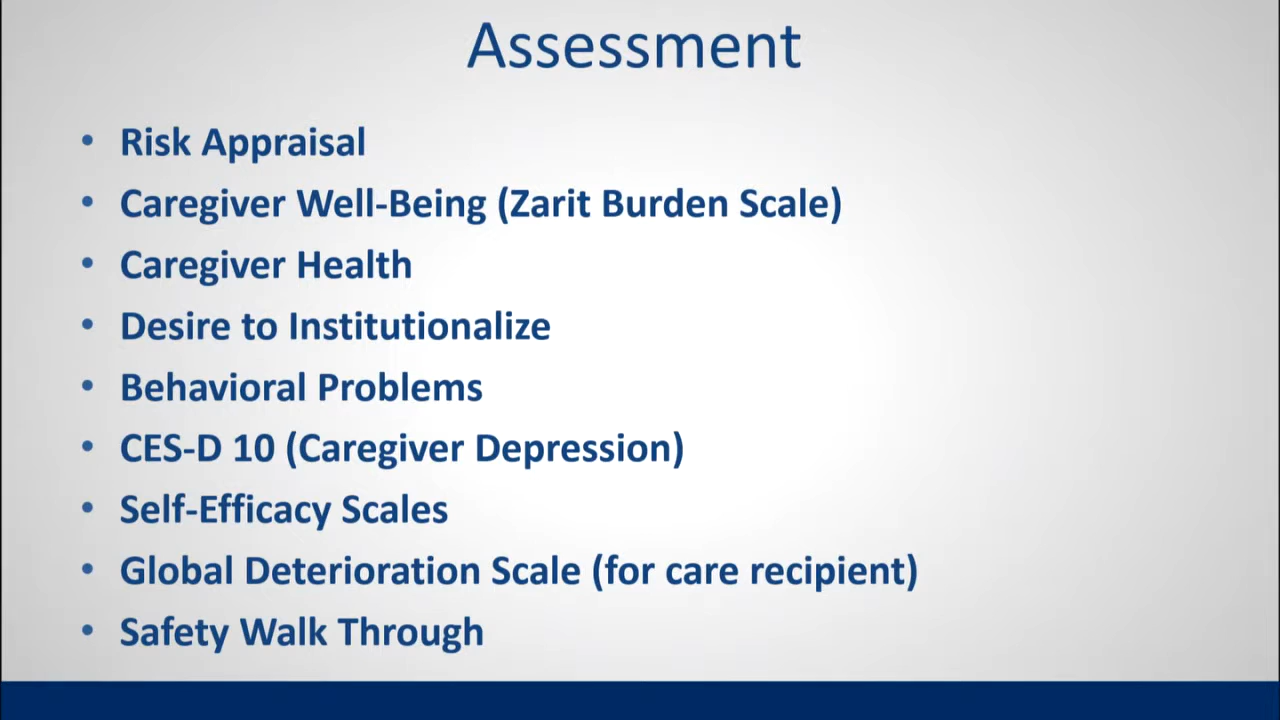 Assessment
• Risk Appraisal
• Caregiver Well-Being (Zarit Burden Scale)
• Caregiver Health
• Desire to Institutionalize
• Behavioral Problems
• CES-D 10 (Caregiver Depression)
• Self-Efficacy Scales
• Global Deterioration Scale (for care recipient)
• Safety Walk Through